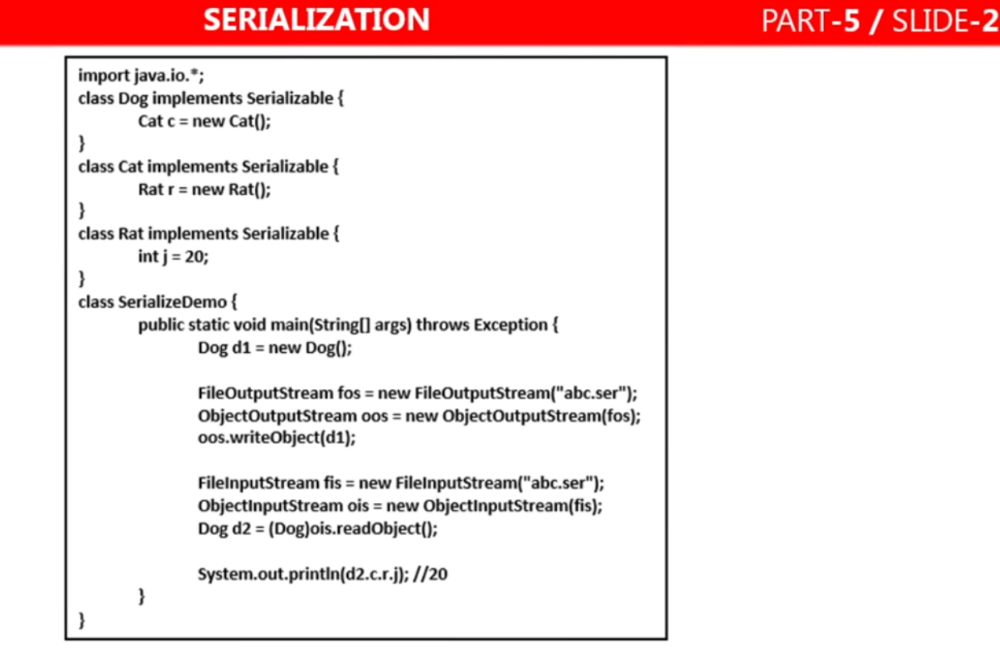 SERIALIZATION
PART-5 / SLIDE-2
import java.io.*;
class Dog implements Serializable {
Cat c = new Cat();
}
class Cat implements Serializable {
Rat r = new Rat();
}
class Rat implements Serializable {
int j = 20;
}
class SerializeDemo {
public static void main(String[] args) throws Exception {
Dog d1 = new Dog();
FileOutputStream fos = new FileOutputStream("abc.ser");
ObjectOutputStream oos = new ObjectOutputStream(fos);
oos.writeObject(d1);
FileInputStream fis = new FileInputStream("abc.ser");
ObjectInputStream ois = new ObjectInputStream(fis);
Dog d2 = (Dog)ois.readObject();
System.out.println(d2.c.r.j); //20
}
}